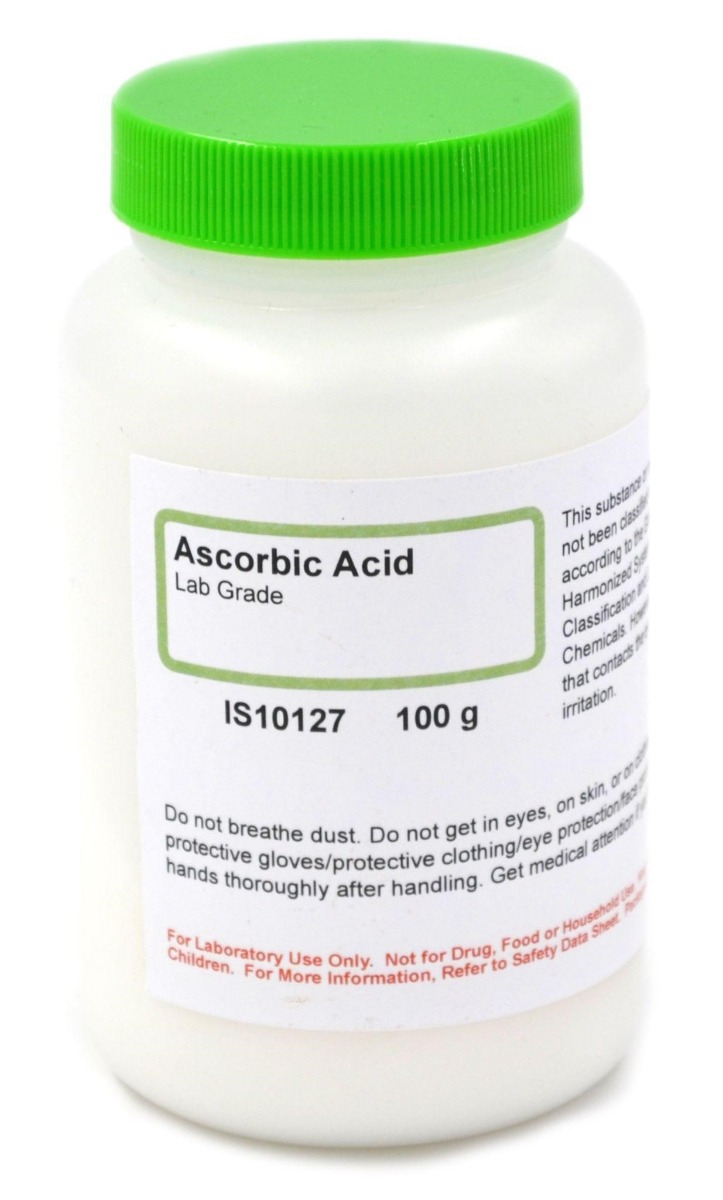 Ascorbic Acid
Lab Grade
IS10127 100 g
This substance
not been classified
according to the
Harmonized
Classification
Chemicals.
that contacts the
irritation.
Do not breathe dust. Do not get in eyes, on skin, or on
protective gloves/protective clothing/eye protection/face
hands thoroughly after handling. Get medical attention
For Laboratory Use Only. Not for Drug, Food or Household Use.
Children. For More Information, Refer to Safety Data Sheet.